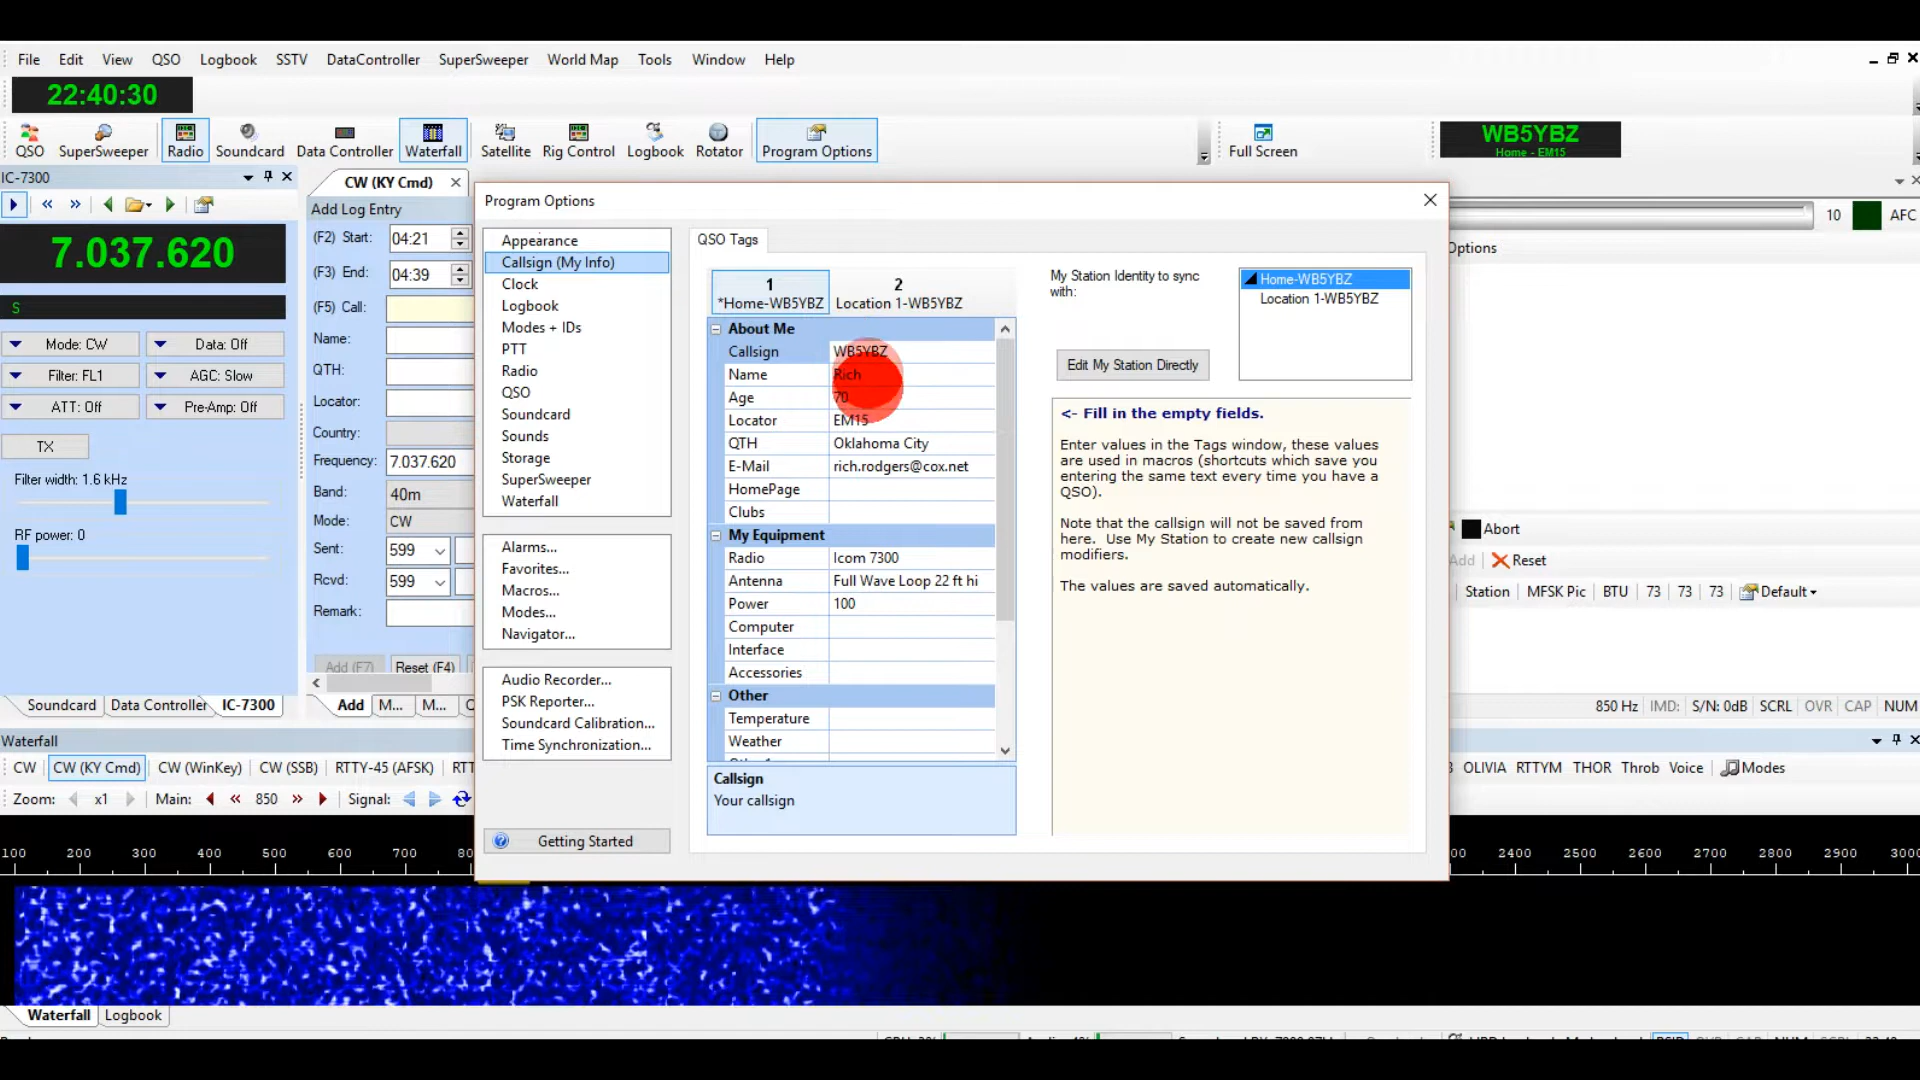 File Edit View QSO Logbook SSTV DataController SuperSweeper World Map Tools Window Help
22:40:30
QSO SuperSweeper Radio Soundcard Data Controller Waterfall Satellite Rig Control Logbook Rotator Program Options Full Screen
WB5YBZ
Home - EM15
IC-7300
7.037.620
S
Mode: CW Data: Off
Filter: FL1 AGC: Slow
ATT: Off Pre-Amp: Off
TX
Filter width: 1.6 kHz
RF power: 0
Soundcard Data Controller IC-7300
CW (KY Cmd)
Add Log Entry
(F2) Start: 04:21
(F3) End: 04:39
(F5) Call:
Name:
QTH:
Locator:
Country:
Frequency: 7.037.620
Band: 40m
Mode: CW
Sent: 599
Rcvd: 599
Remark:
Add (F7) Reset (F4)
Add M... M...
Program Options
Appearance
Callsign (My Info)
Clock
Logbook
Modes + IDs
PTT
Radio
QSO
Soundcard
Sounds
Storage
SuperSweeper
Waterfall
Alarms...
Favorites...
Macros...
Modes...
Navigator...
Audio Recorder...
PSK Reporter...
Soundcard Calibration...
Time Synchronization...
Getting Started
QSO Tags
1 2
*Home-WB5YBZ Location 1-WB5YBZ
About Me
Callsign WB5YBZ
Name Rich
Age 70
Locator EM15
QTH Oklahoma City
E-Mail rich.rodgers@cox.net
HomePage
Clubs
My Equipment
Radio Icom 7300
Antenna Full Wave Loop 22 ft hi
Power 100
Computer
Interface
Accessories
Other
Temperature
Weather
Callsign
Your callsign
My Station Identity to sync
with:
Home-WB5YBZ
Location 1-WB5YBZ
Edit My Station Directly
<- Fill in the empty fields.
Enter values in the Tags window, these values
are used in macros (shortcuts which save you
entering the same text every time you have a
QSO).
Note that the callsign will not be saved from
here. Use My Station to create new callsign
modifiers.
The values are saved automatically.
10 AFC
Options
Abort
Add Reset
Station MFSK Pic BTU 73 73 73 Default
850 Hz IMD: S/N: 0dB SCRL OVR CAP NUM
Waterfall
CW CW (KY Cmd) CW (WinKey) CW (SSB) RTTY-45 (AFSK) RTT OLIVIA RTTYM THOR Throb Voice Modes
Zoom: x1 Main: 850 Signal:
100 200 300 400 500 600 700 80 00 2400 2500 2600 2700 2800 2900 3000
Waterfall Logbook